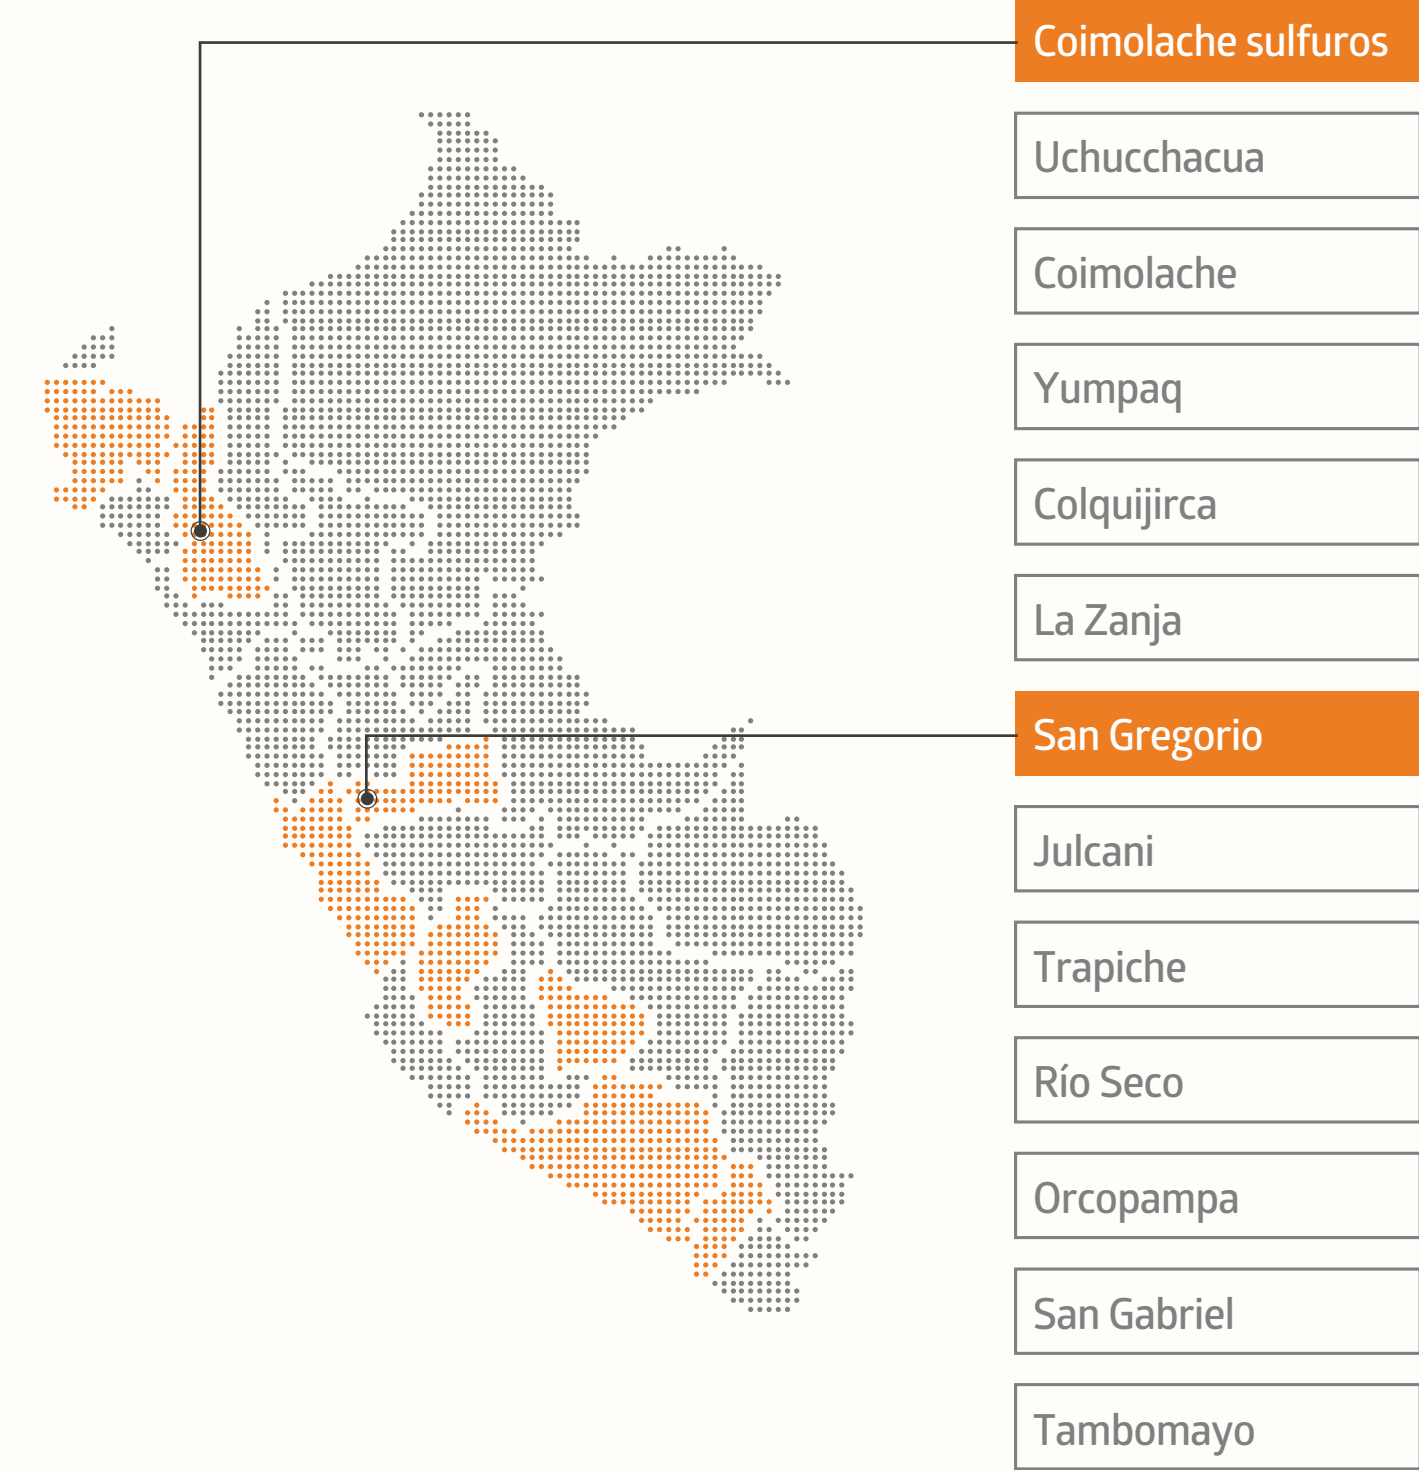 Coimolache sulfuros
Uchucchacua
Coimolache
Yumpaq
Colquijirca
La Zanja
San Gregorio
Julcani
Trapiche
Río Seco
Orcopampa
San Gabriel
Tambomayo